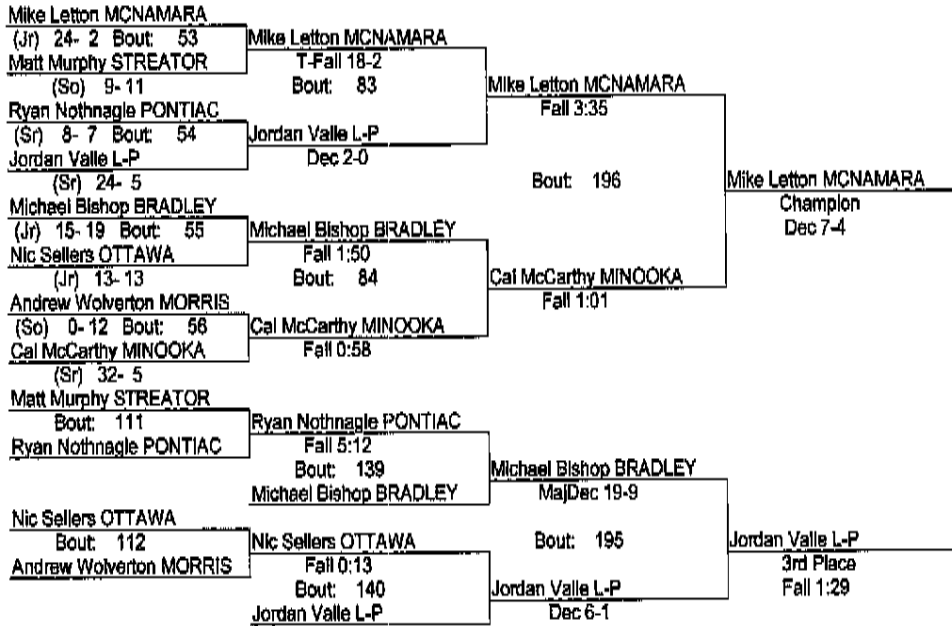 Mike Letton MCNAMARA
(Jr) 24- 2 Bout: 53
Matt Murphy STREATOR
(So) 9- 11
Ryan Nothnagle PONTIAC
(Sr) 8- 7 Bout: 54
Jordan Valle L-P
(Sr) 24- 5
Michael Bishop BRADLEY
(Jr) 15- 19 Bout: 55
Nic Sellers OTTAWA
(Jr) 13- 13
Andrew Wolverton MORRIS
(So) 0- 12 Bout: 56
Cal McCarthy MINOOKA
(Sr) 32- 5
Mike Letton MCNAMARA
T-Fall 18-2
Bout: 83
Jordan Valle L-P
Dec 2-0
Michael Bishop BRADLEY
Fall 1:50
Bout: 84
Cal McCarthy MINOOKA
Fall 0:58
Mike Letton MCNAMARA
Fall 3:35
Bout: 196
Cal McCarthy MINOOKA
Fall 1:01
Mike Letton MCNAMARA
Champion
Dec 7-4
Matt Murphy STREATOR
Bout: 111
Ryan Nothnagle PONTIAC
Nic Sellers OTTAWA
Bout: 112
Andrew Wolverton MORRIS
Ryan Nothnagle PONTIAC
Fall 5:12
Bout: 139
Michael Bishop BRADLEY
Nic Sellers OTTAWA
Fall 0:13
Bout: 140
Jordan Valle L-P
Michael Bishop BRADLEY
MajDec 19-9
Bout: 195
Jordan Valle L-P
Dec 6-1
Jordan Valle L-P
3rd Place
Fall 1:29